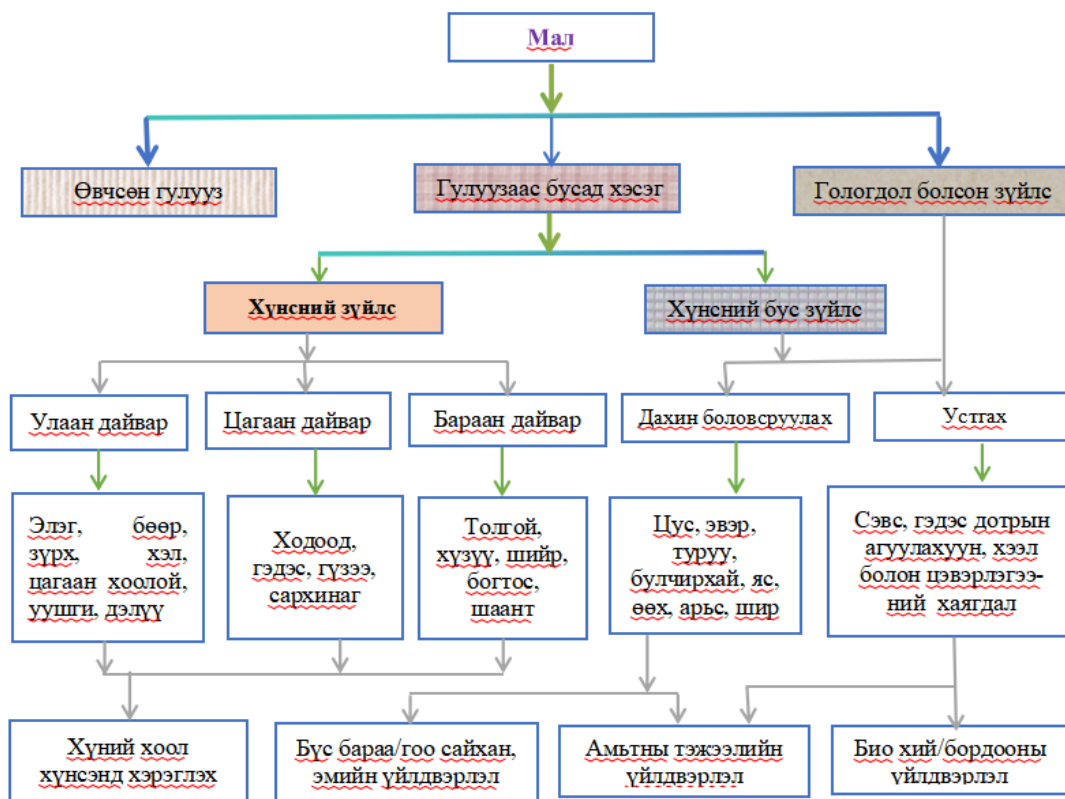 Мал
Өвчсөн гулууз
Гулуузаас бусад хэсэг
Гологдол болсон зүйлс
Хүнсний зүйлс
Хүнсний бус зүйлс
Улаан дайвар
Цагаан дайвар
Бараан дайвар
Дахин боловсруулах
Устгах
Элэг, бөөр,
зүрх, хэл,
цагаан хоолой,
уушги, дэлүү
Ходоод,
гэдэс, гүзээ,
сархинаг
Толгой,
хүзүү, шийр,
богтос,
шаант
Цус, эвэр,
туруу,
булчирхай, яс,
өөх, арьс, шир
Сэвс, гэдэс дотрын
агуулахуун, хээл
болон цэвэрлэгээ-
ний хаягдал
Хүний хоол
хүнсэнд хэрэглэх
Бүс бараа/гоо сайхан,
эмийн үйлдвэрлэл
Амьтны тэжээлийн
үйлдвэрлэл
Био хий/бордооны
үйлдвэрлэл